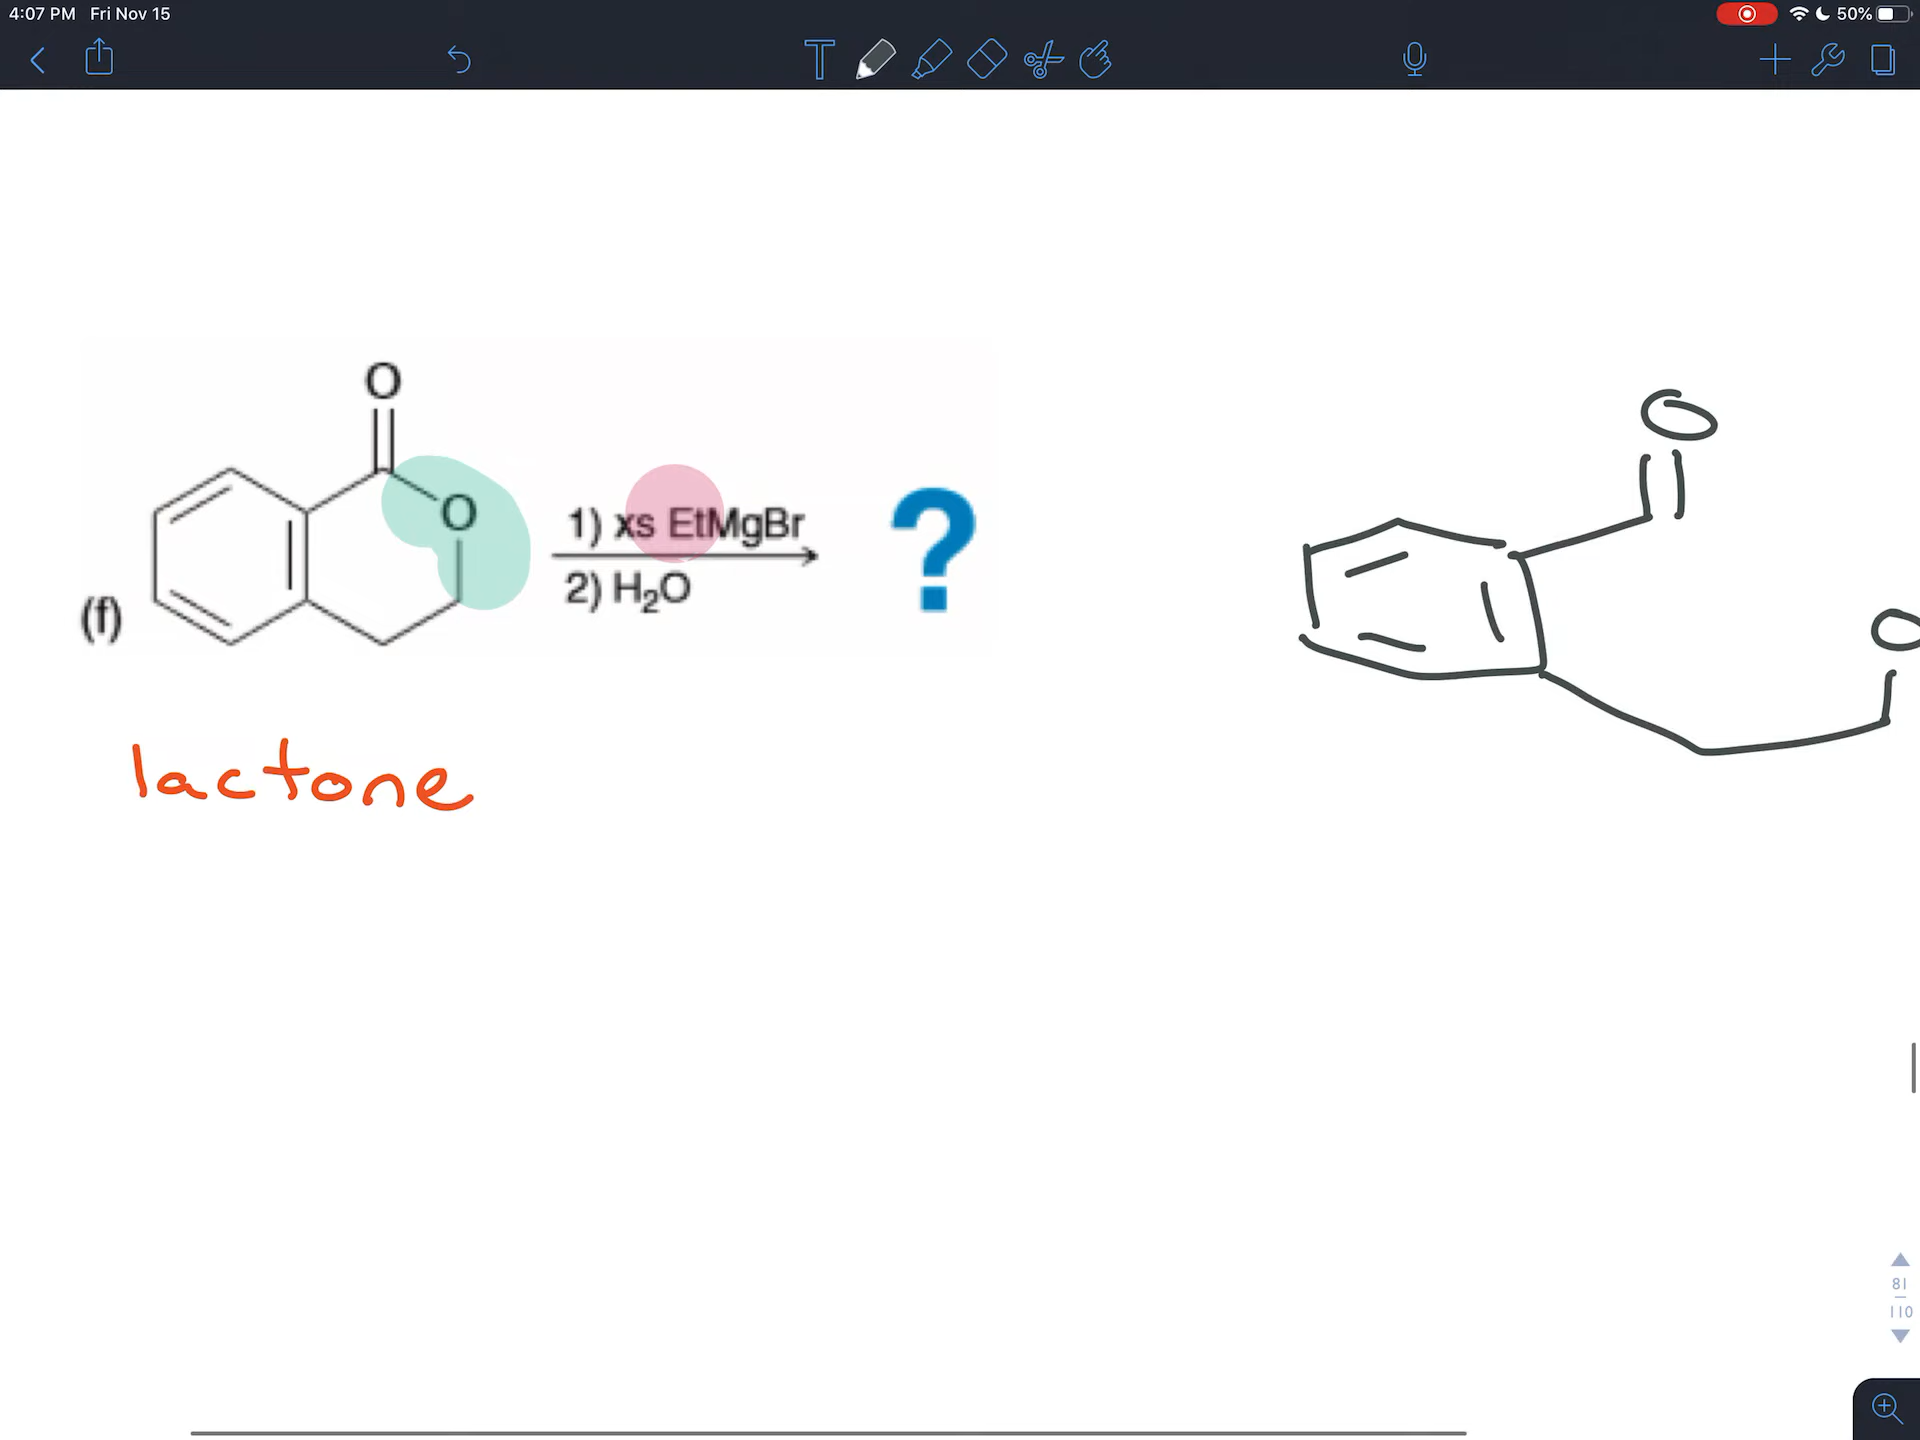 4:07 PM Fri Nov 15
50%
T
O
O
1) xs EtMgBr
2) H₂O
?
(f)
O
O
lactone
81
110